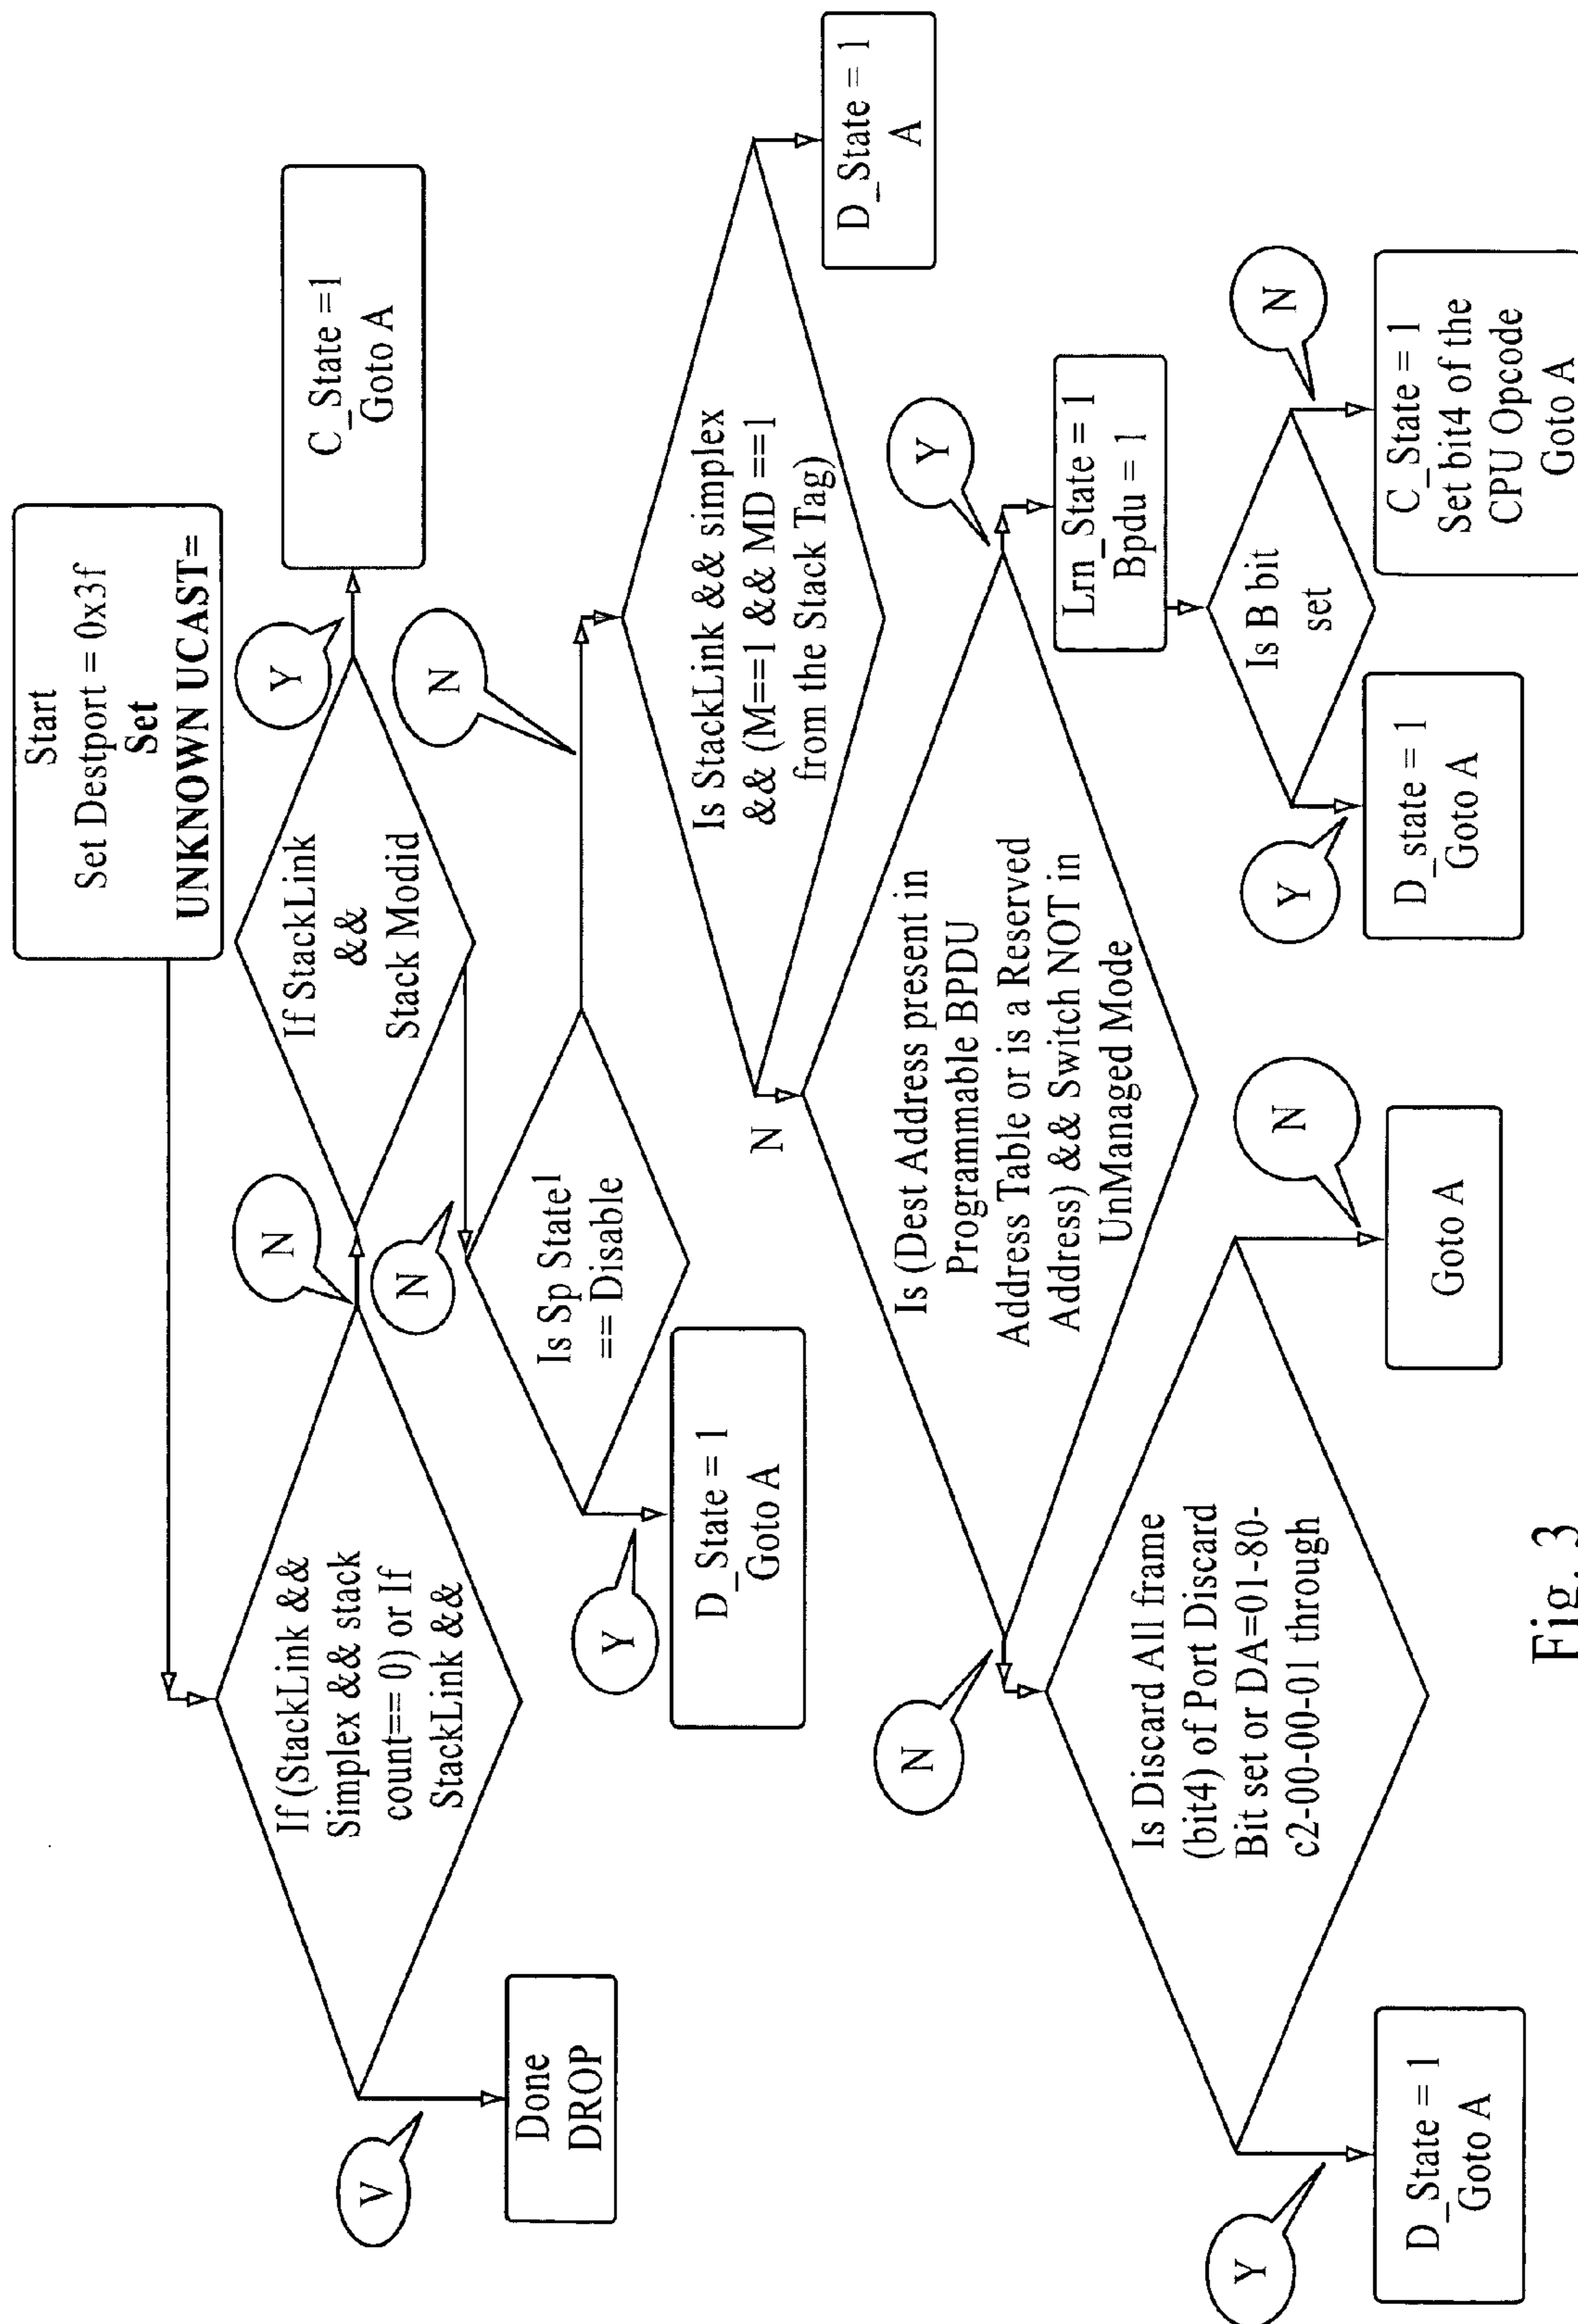 Start
Set Destport = 0x3f
Set
UNKNOWN UCAST=
If (StackLink &&
Simplex && stack
count== 0) or If
StackLink &&
V
Done
DROP
N
If StackLink
&&
Stack Modid
Y
C_State =1
Goto A
N
Is Sp State1
== Disable
Y
D_State = 1
Goto A
N
Is StackLink && simplex
&& (M==1 && MD ==1
from the Stack Tag)
D_State = 1
A
N
Is (Dest Address present in
Programmable BPDU
Address Table or is a Reserved
Address) && Switch NOT in
UnManaged Mode
Y
Lrn_State = 1
Bpdu = 1
Is B bit
set
Y
D_state = 1
Goto A
N
C_State = 1
Set bit4 of the
CPU Opcode
Goto A
N
Is Discard All frame
(bit4) of Port Discard
Bit set or DA=01-80-
c2-00-00-01 through
Y
D_State = 1
Goto A
N
Goto A
Fig. 3